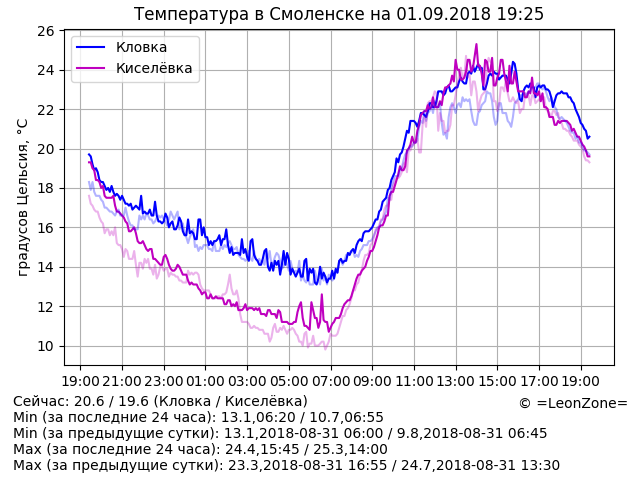 Температура в Смоленске на 01.09.2018 19:25
градусов Цельсия, °C
26
24
22
20
18
16
14
12
10
Кловка
Киселёвка
19:00 21:00 23:00 01:00 03:00 05:00 07:00 09:00 11:00 13:00 15:00 17:00 19:00
Сейчас: 20.6 / 19.6 (Кловка / Киселёвка)
© =LeonZone=
Min (за последние 24 часа): 13.1,06:20 / 10.7,06:55
Min (за предыдущие сутки): 13.1,2018-08-31 06:00 / 9.8,2018-08-31 06:45
Max (за последние 24 часа): 24.4,15:45 / 25.3,14:00
Max (за предыдущие сутки): 23.3,2018-08-31 16:55 / 24.7,2018-08-31 13:30